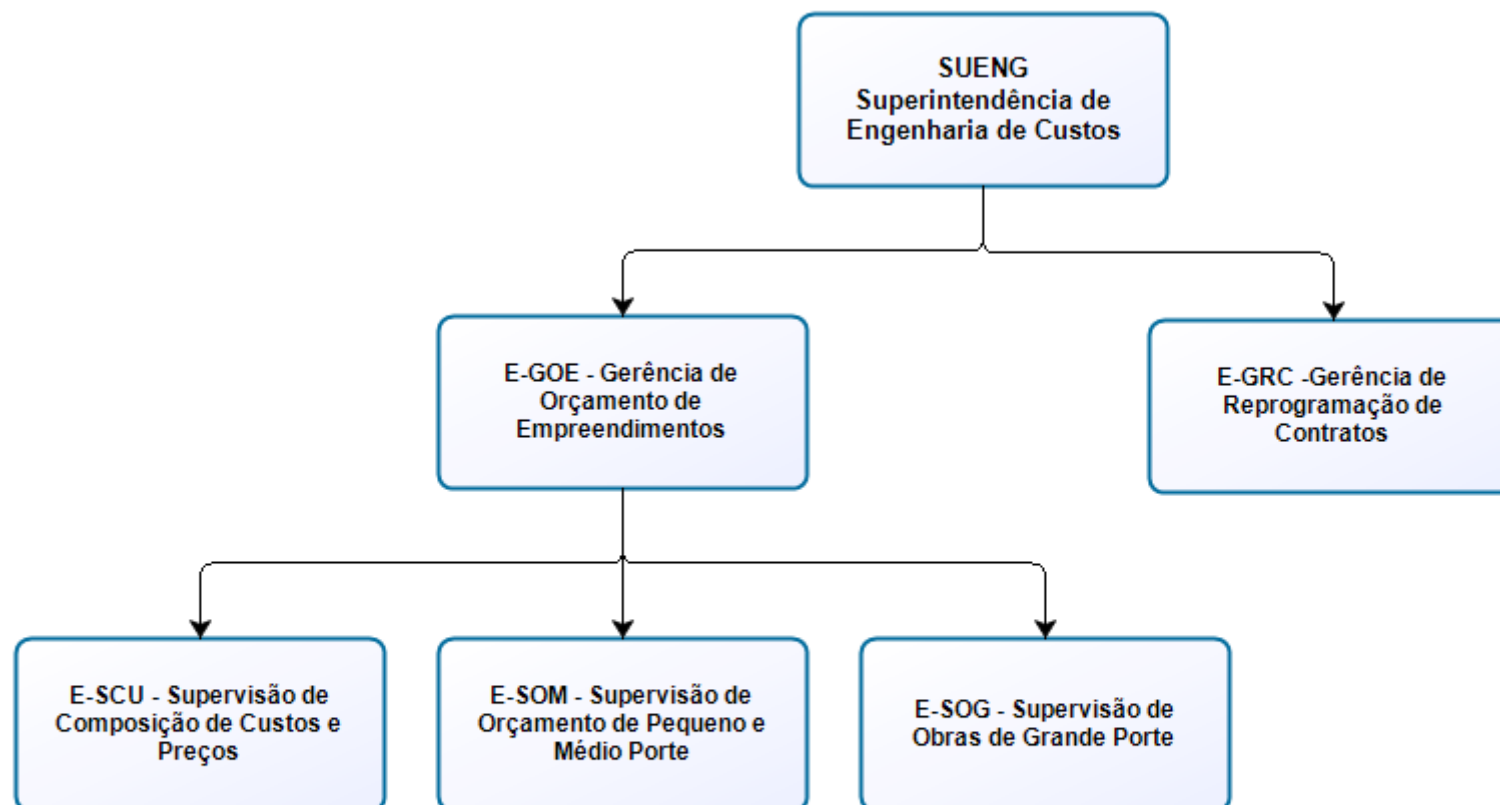 SUENG
Superintendência de
Engenharia de Custos
E-GOE - Gerência de
Orçamento de
Empreendimentos
E-GRC -Gerência de
Reprogramação de
Contratos
E-SCU - Supervisão de
Composição de Custos e
Preços
E-SOM - Supervisão de
Orçamento de Pequeno e
Médio Porte
E-SOG - Supervisão de
Obras de Grande Porte